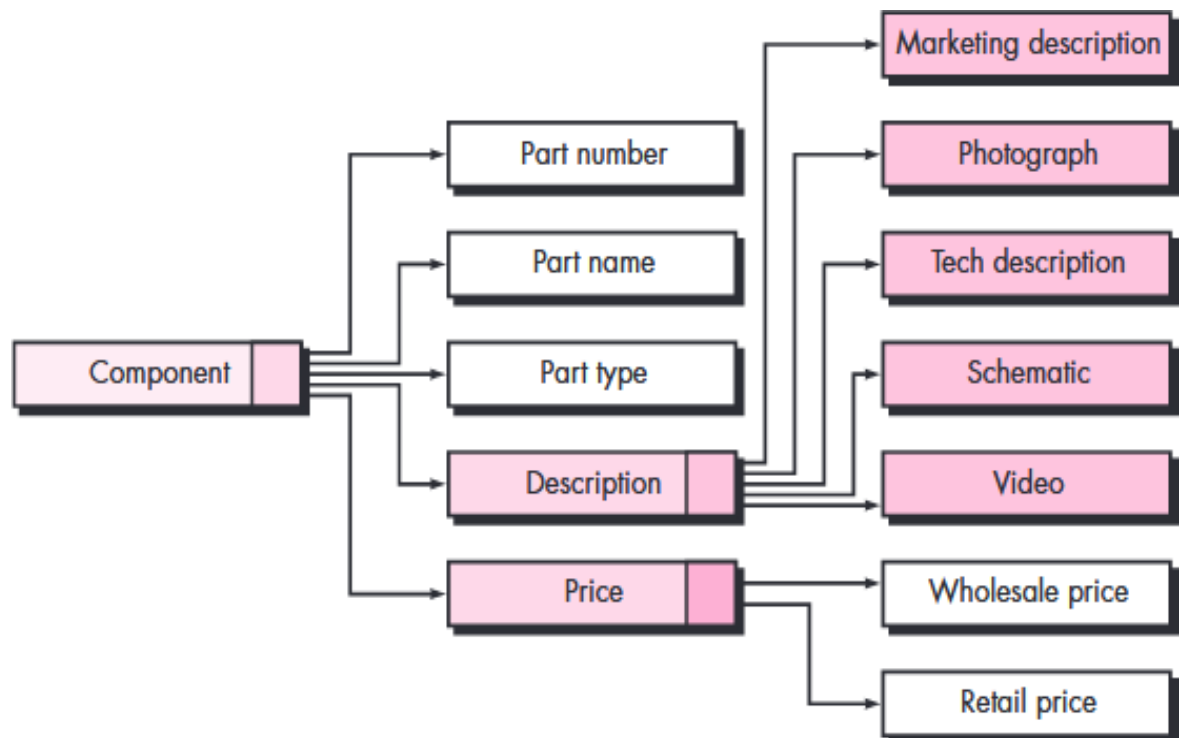 Marketing description
Part number
Photograph
Part name
Tech description
Component
Part type
Schematic
Description
Video
Price
Wholesale price
Retail price